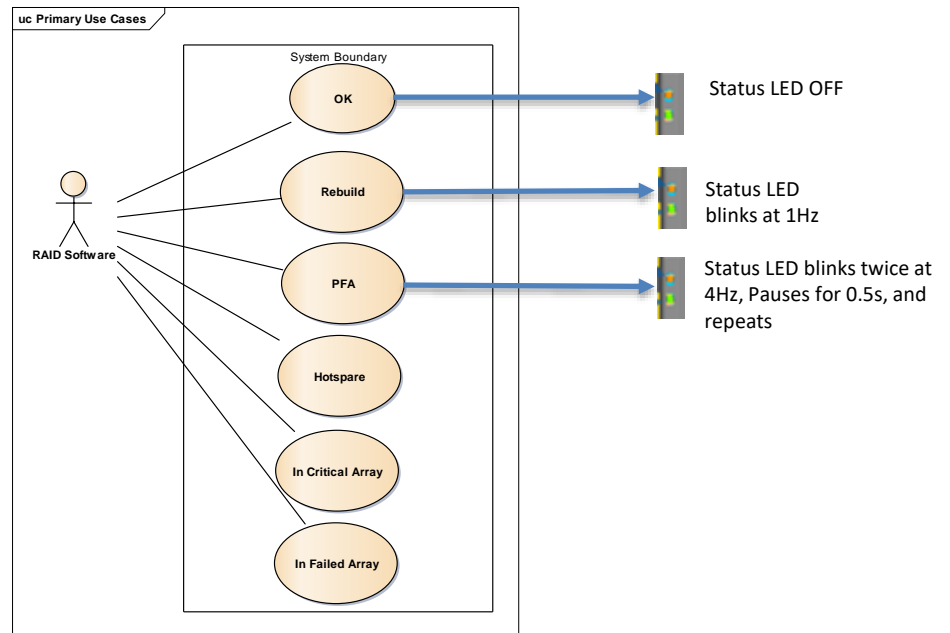 uc Primary Use Cases
System Boundary
OK
Status LED OFF
Rebuild
Status LED
blinks at 1Hz
RAID Software
PFA
Status LED blinks twice at
4Hz, Pauses for 0.5s, and
repeats
Hotspare
In Critical Array
In Failed Array